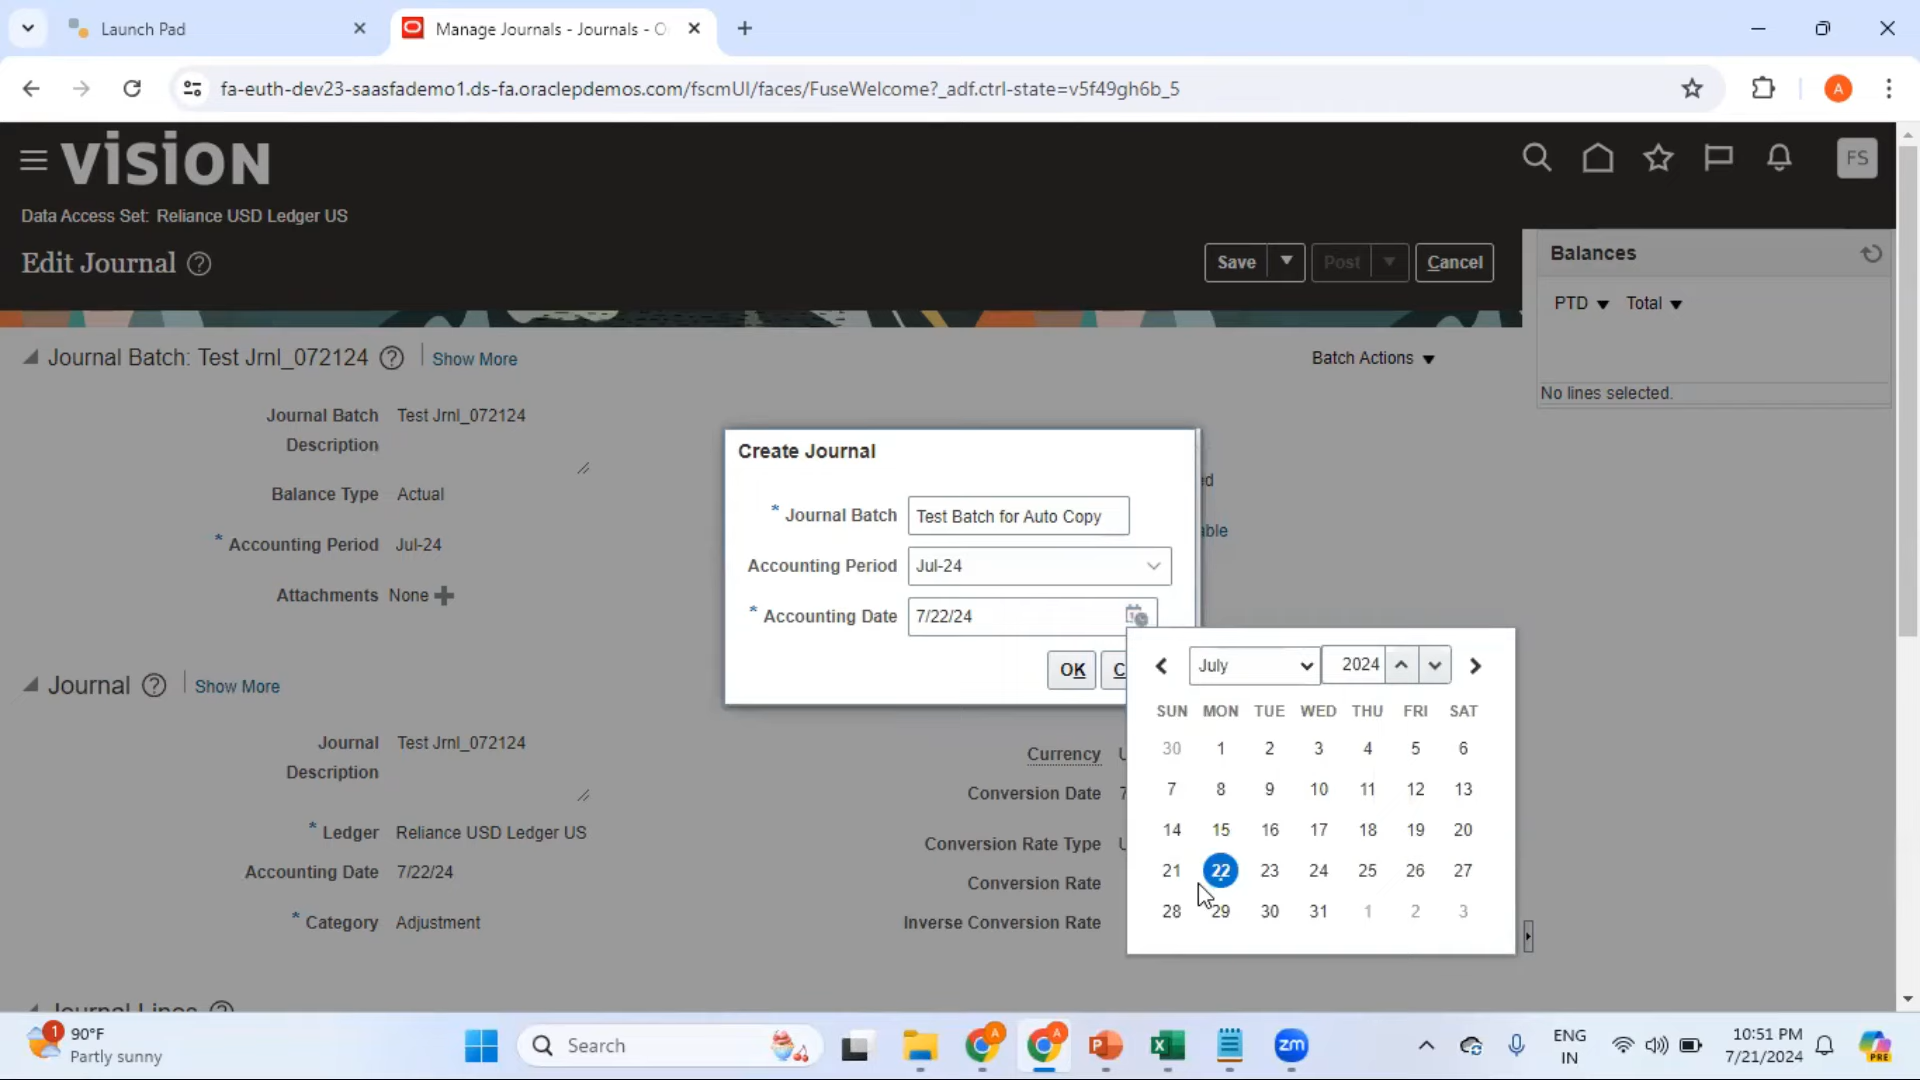 Launch Pad
Manage Journals - Journals - O
fa-euth-dev23-saasfademo1.ds-fa.oraclepdemos.com/fscmUI/faces/FuseWelcome?_adf.ctrl-state=v5f49gh6b_5
A
VISION
FS
Data Access Set: Reliance USD Ledger US
Edit Journal ?
Save
Post
Cancel
Balances
PTD
Total
No lines selected.
Journal Batch: Test Jrnl_072124 ?
Show More
Batch Actions
Journal Batch Test Jrnl_072124
Description
Balance Type Actual
* Accounting Period Jul-24
Attachments None
Create Journal
* Journal Batch Test Batch for Auto Copy
Accounting Period Jul-24
* Accounting Date 7/22/24
OK
C
July
2024
SUN MON TUE WED THU FRI SAT
30 1 2 3 4 5 6
7 8 9 10 11 12 13
14 15 16 17 18 19 20
21 22 23 24 25 26 27
28 29 30 31 1 2 3
Journal ?
Show More
Journal Test Jrnl_072124
Description
* Ledger Reliance USD Ledger US
Accounting Date 7/22/24
* Category Adjustment
Currency
Conversion Date 7
Conversion Rate Type
Conversion Rate
Inverse Conversion Rate
Journal Lines
1
90°F
Partly sunny
Search
A
A
zm
ENG
IN
10:51 PM
7/21/2024
PRE